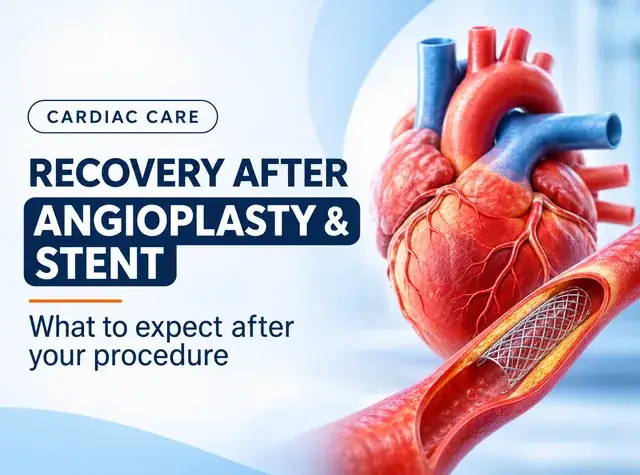 CARDIAC CARE
RECOVERY AFTER
ANGIOPLASTY &
STENT
What to expect after
your procedure